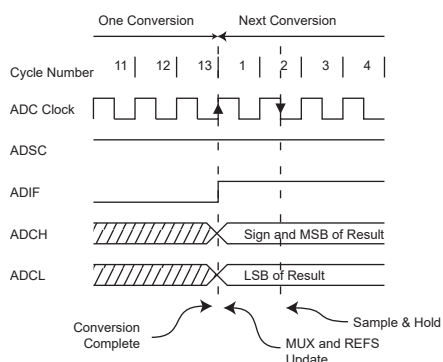 One Conversion Next Conversion
Cycle Number 11 12 13 1 2 3 4
ADC Clock
ADSC
ADIF
ADCH Sign and MSB of Result
ADCL LSB of Result
Sample & Hold
Conversion
Complete
MUX and REFS
Update